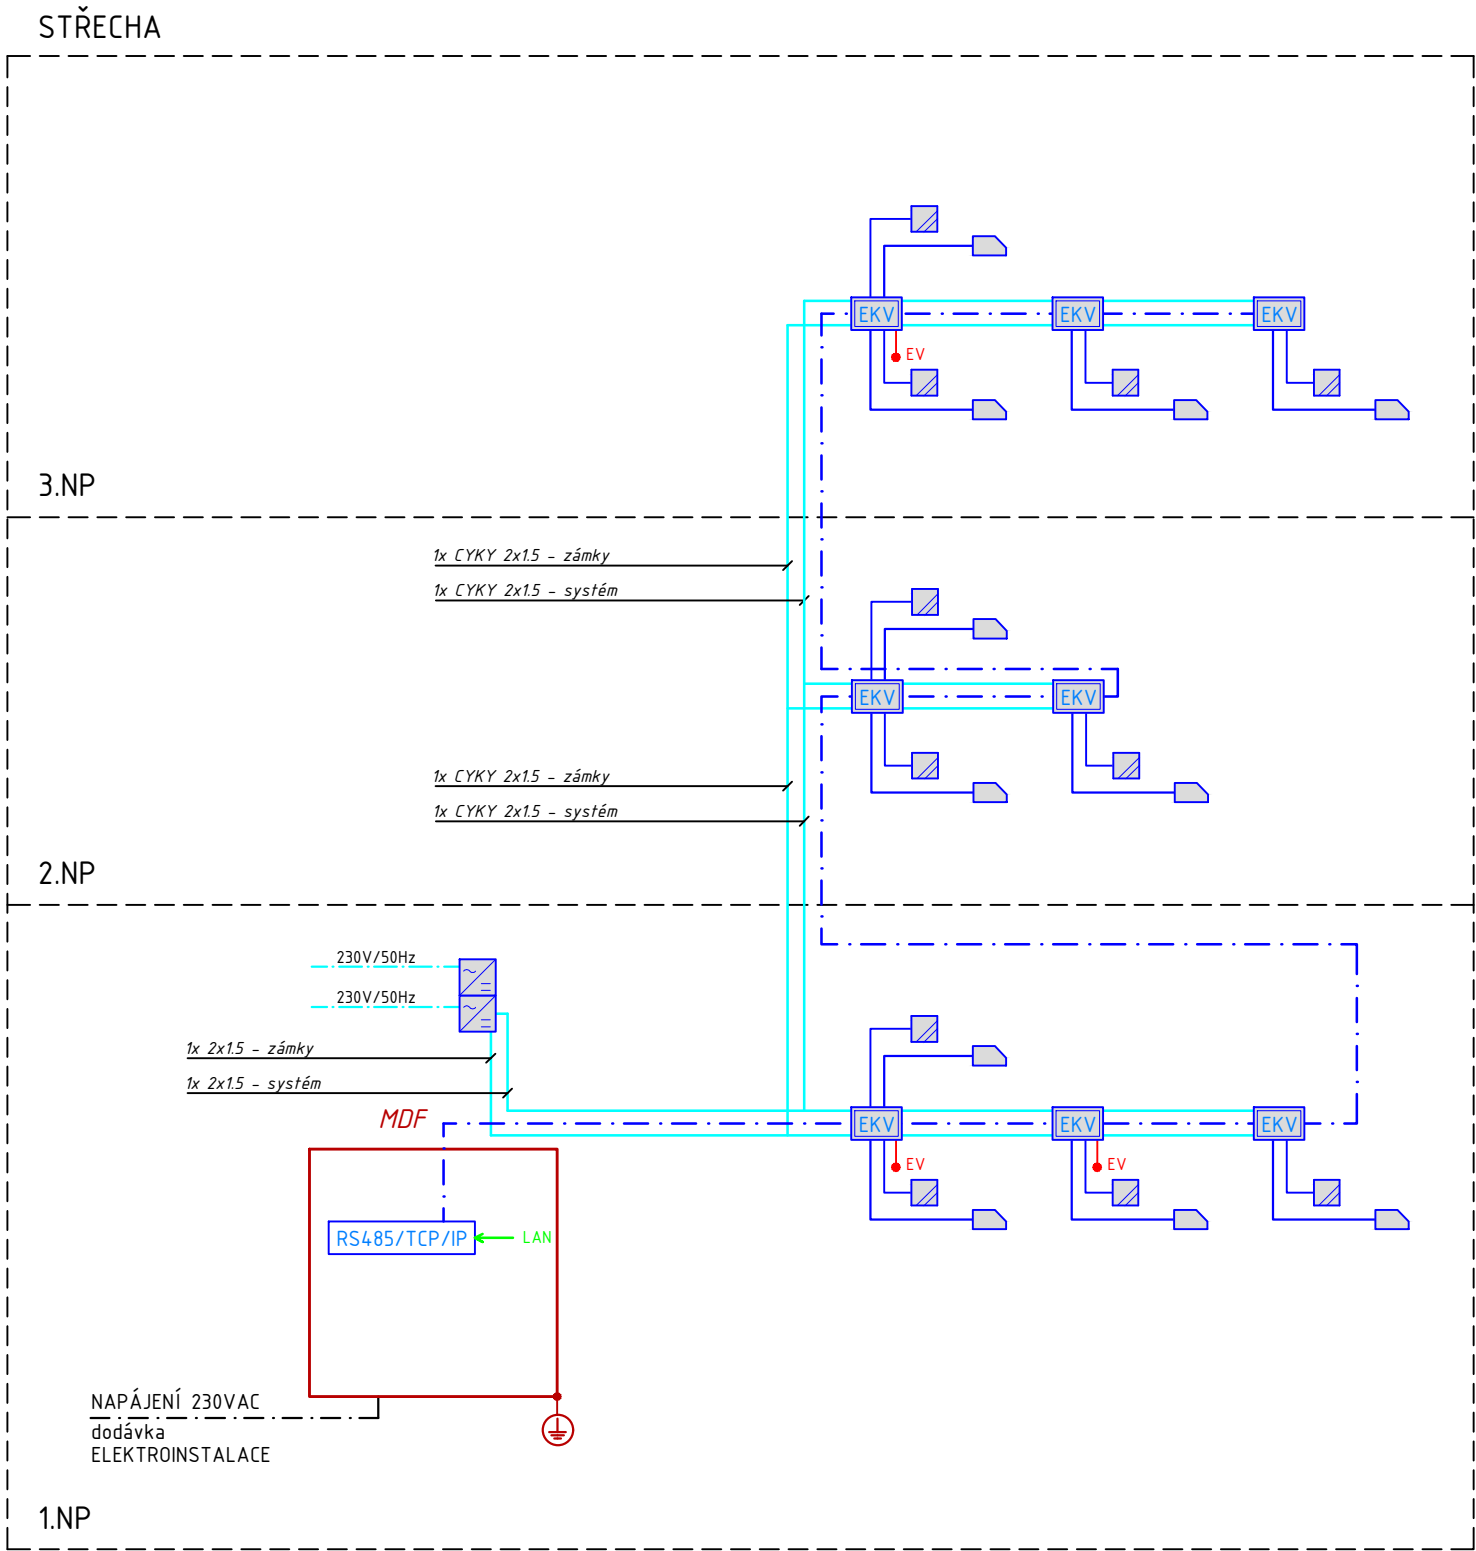 STŘECHA
EKV
EKV
EKV
EV
3.NP
1x CYKY 2x1.5 - zámky
1x CYKY 2x1.5 - systém
EKV
EKV
1x CYKY 2x1.5 - zámky
1x CYKY 2x1.5 - systém
2.NP
230V/50Hz
230V/50Hz
1x 2x1.5 - zámky
1x 2x1.5 - systém
MDF
EKV
EKV
EKV
EV
EV
RS485/TCP/IP
LAN
NAPÁJENÍ 230VAC
dodávka
ELEKTROINSTALACE
1.NP